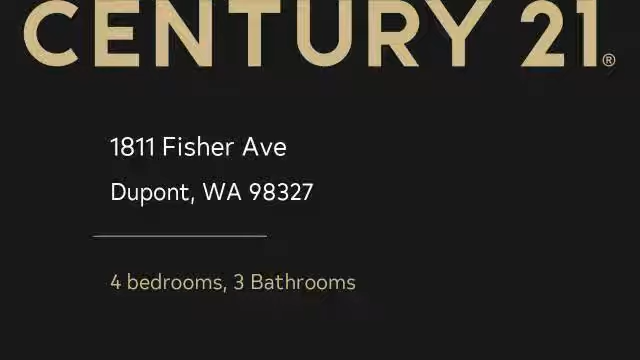 CENTURY 21®
1811 Fisher Ave
Dupont, WA 98327
4 bedrooms, 3 Bathrooms